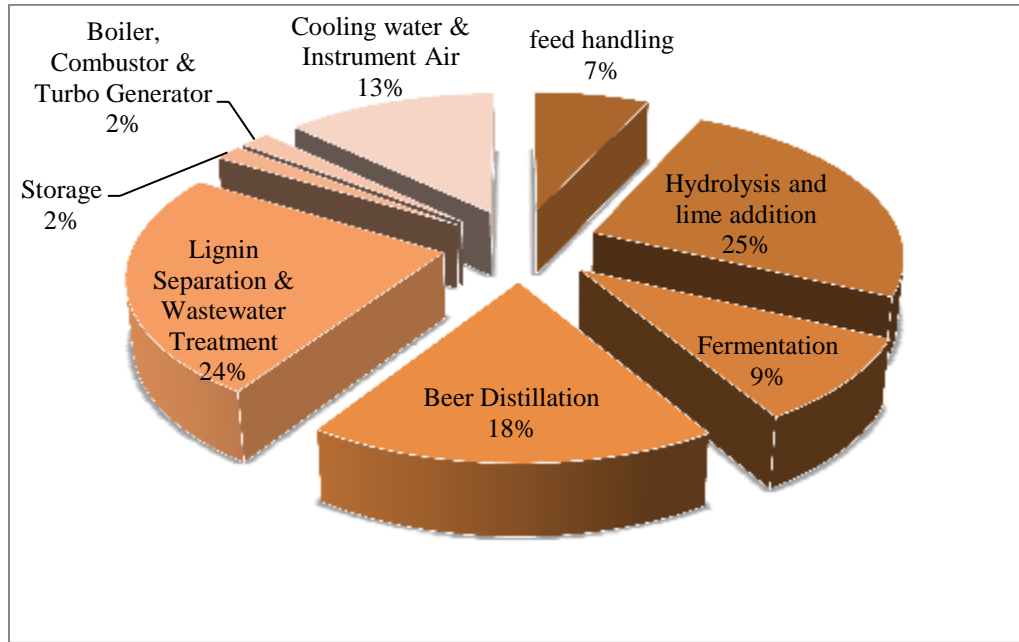 Boiler,
Combustor &
Turbo Generator
2%
Cooling water &
Instrument Air
13%
feed handling
7%
Hydrolysis and
lime addition
25%
Storage
2%
Lignin
Separation &
Wastewater
Treatment
24%
Fermentation
9%
Beer Distillation
18%